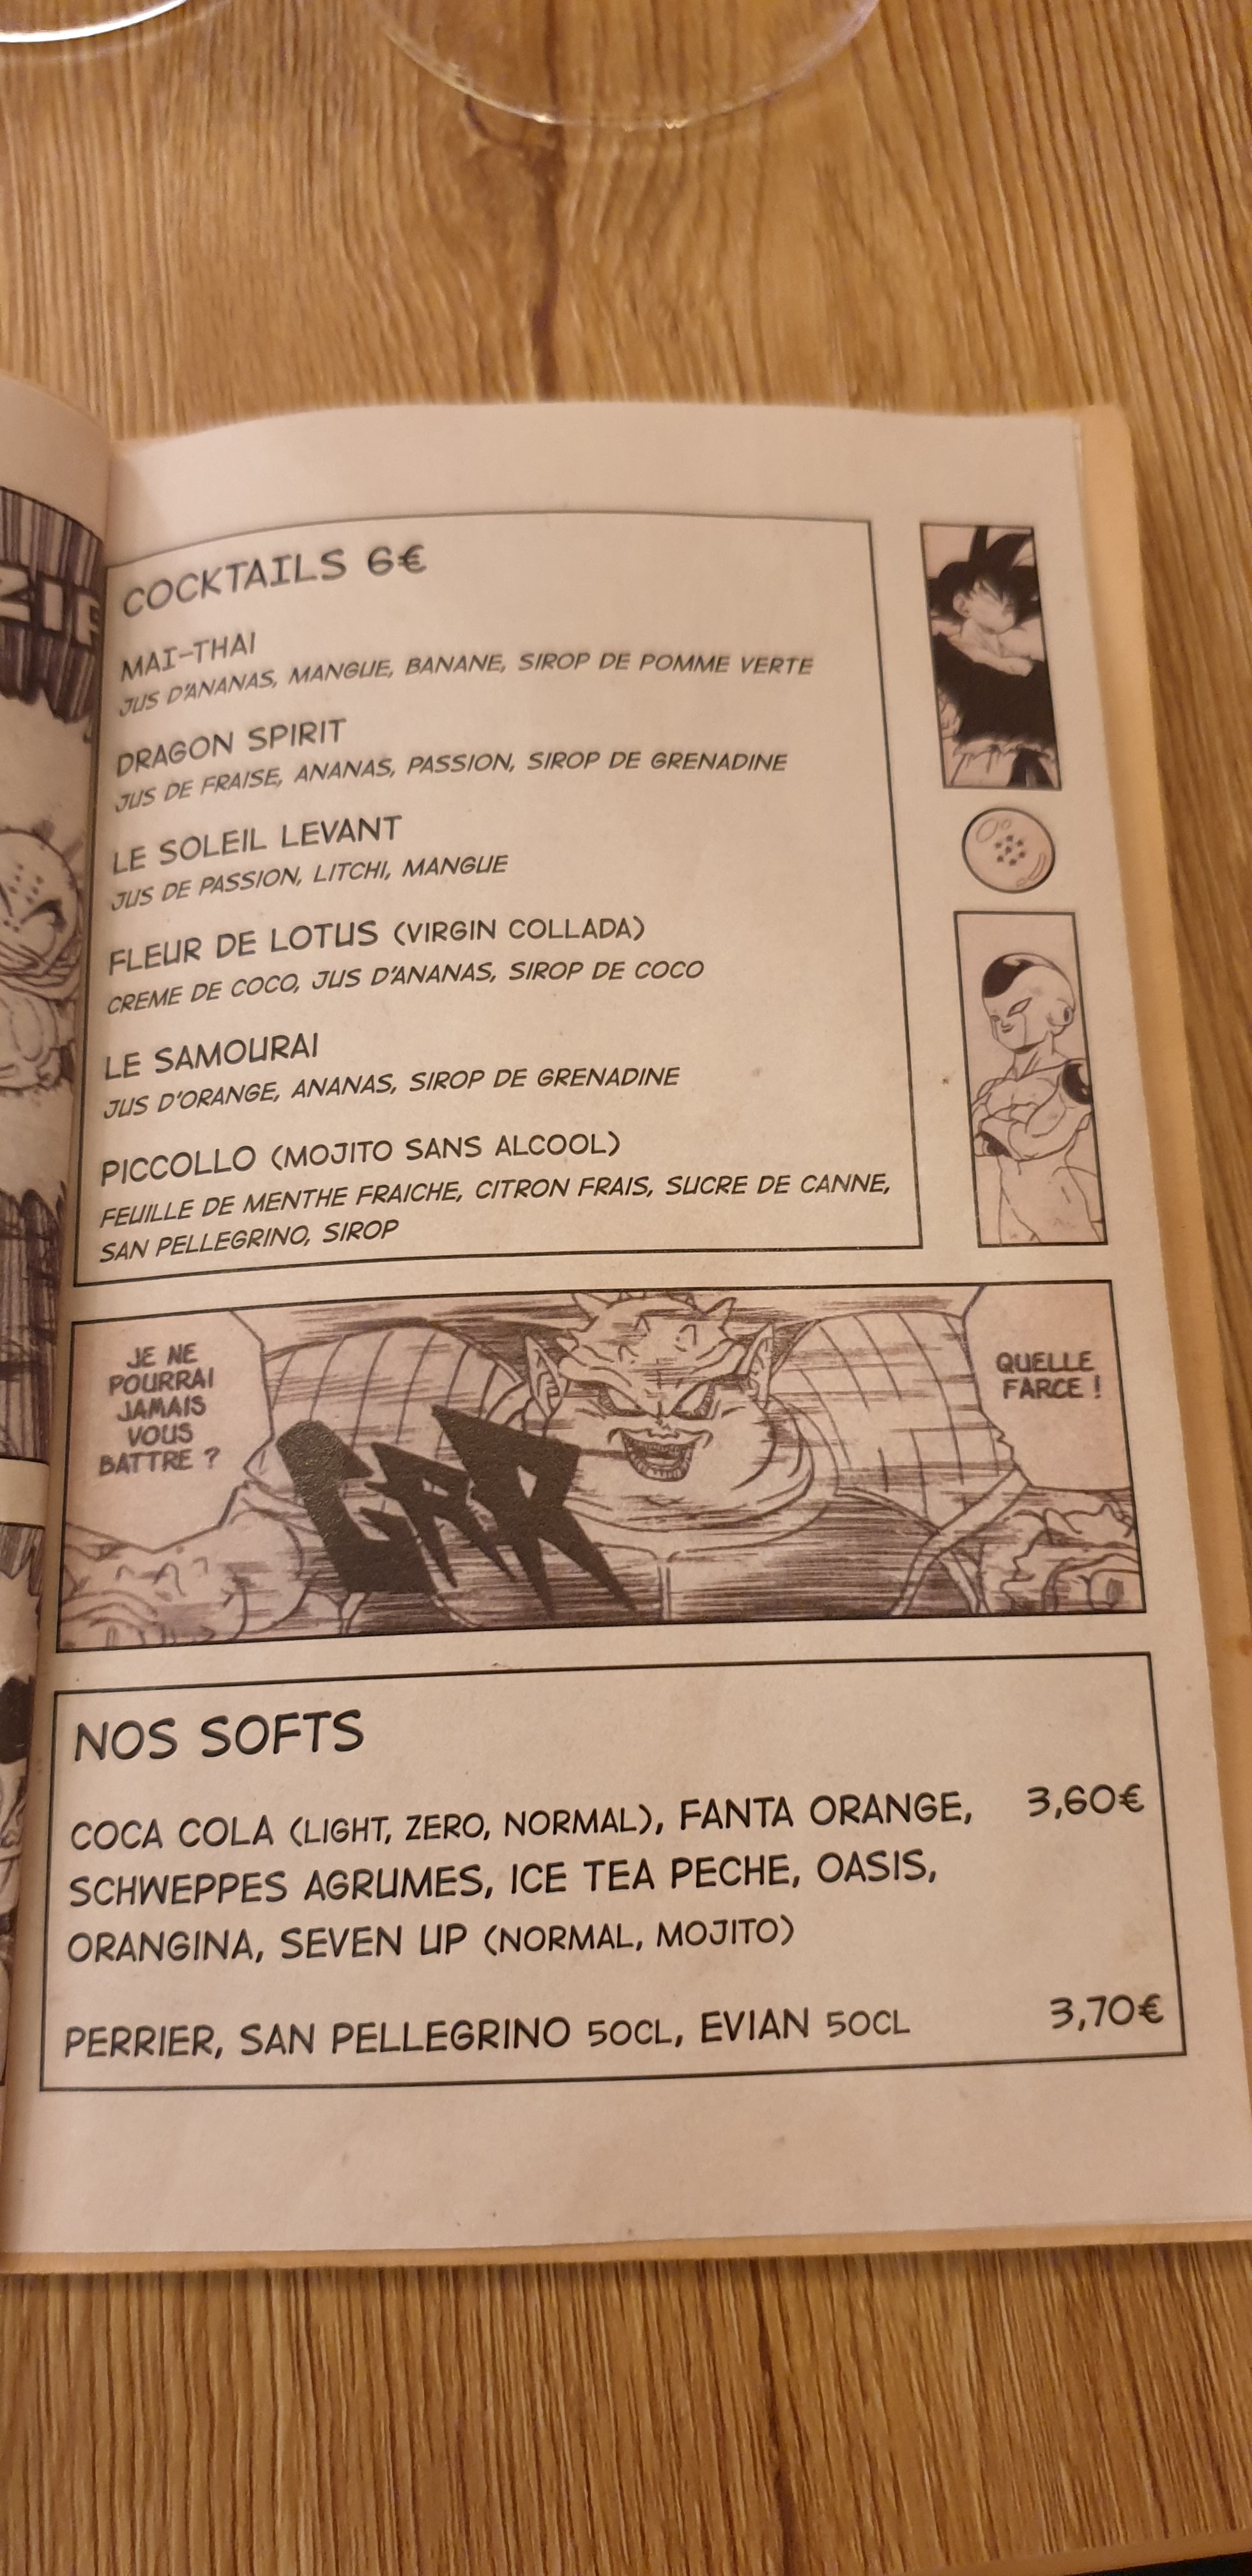 COCKTAILS 6€
MAI-THAI
JUS D'ANANAS, MANGUE, BANANE, SIROP DE POMME VERTE
DRAGON SPIRIT
JUS DE FRAISE, ANANAS, PASSION, SIROP DE GRENADINE
LE SOLEIL LEVANT
JUS DE PASSION, LITCHI, MANGUE
FLEUR DE LOTUS (VIRGIN COLLADA)
CREME DE COCO, JUS D'ANANAS, SIROP DE COCO
LE SAMOURAI
JUS D'ORANGE, ANANAS, SIROP DE GRENADINE
PICCOLLO (MOJITO SANS ALCOOL)
FEUILLE DE MENTHE FRAICHE, CITRON FRAIS, SUCRE DE CANNE,
SAN PELLEGRINO, SIROP
JE NE
POURRAI
JAMAIS
VOUS
BATTRE ?
GRR
QUELLE
FARCE !
NOS SOFTS
COCA COLA (LIGHT, ZERO, NORMAL), FANTA ORANGE, 3,60€
SCHWEPPES AGRUMES, ICE TEA PECHE, OASIS,
ORANGINA, SEVEN UP (NORMAL, MOJITO)
PERRIER, SAN PELLEGRINO 50CL, EVIAN 50CL 3,70€